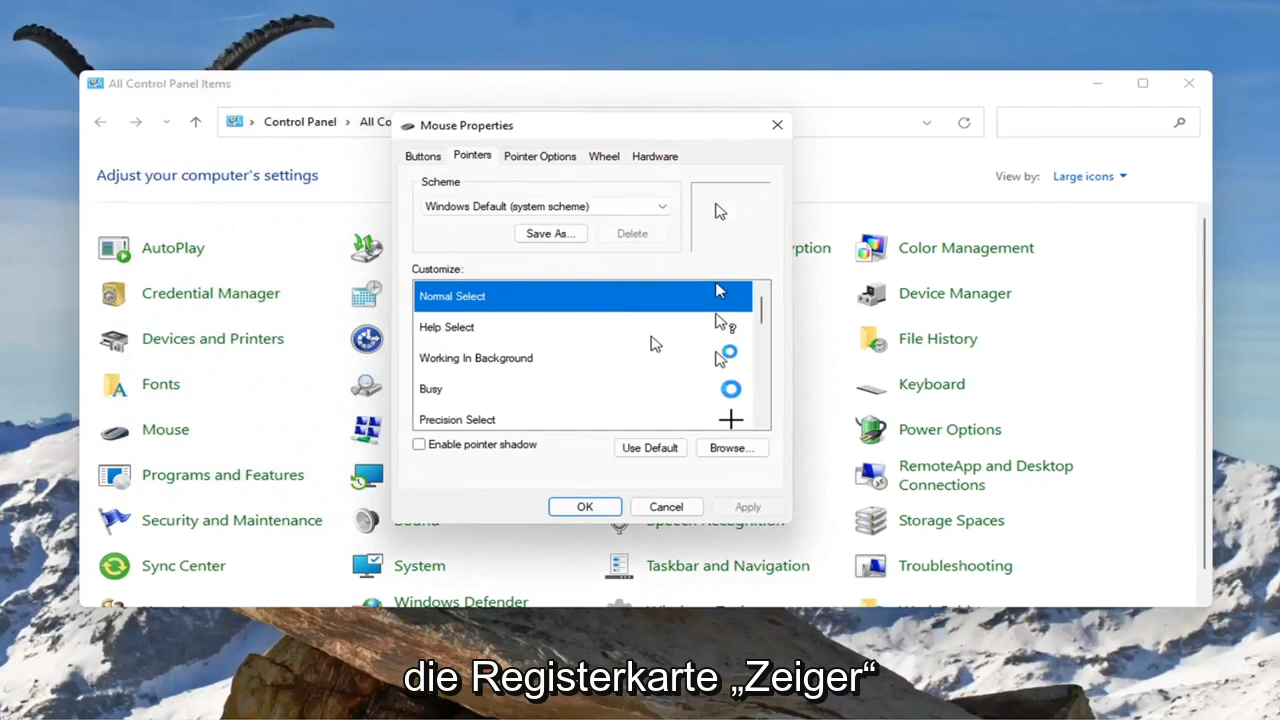 All Control Panel Items
Control Panel
All Co
Mouse Properties
Buttons
Pointers
Pointer Options
Wheel
Hardware
Adjust your computer's settings
View by:
Large icons
Scheme
Windows Default (system scheme)
Save As...
Delete
Customize:
Normal Select
Help Select
Working In Background
Busy
Precision Select
Enable pointer shadow
Use Default
Browse...
OK
Cancel
Apply
AutoPlay
yption
Color Management
Credential Manager
Device Manager
Devices and Printers
File History
Fonts
Keyboard
Mouse
Power Options
Programs and Features
RemoteApp and Desktop
Connections
Security and Maintenance
Sound
Speech Recognition
Storage Spaces
Sync Center
System
Taskbar and Navigation
Troubleshooting
Windows Defender
die Registerkarte „Zeiger“